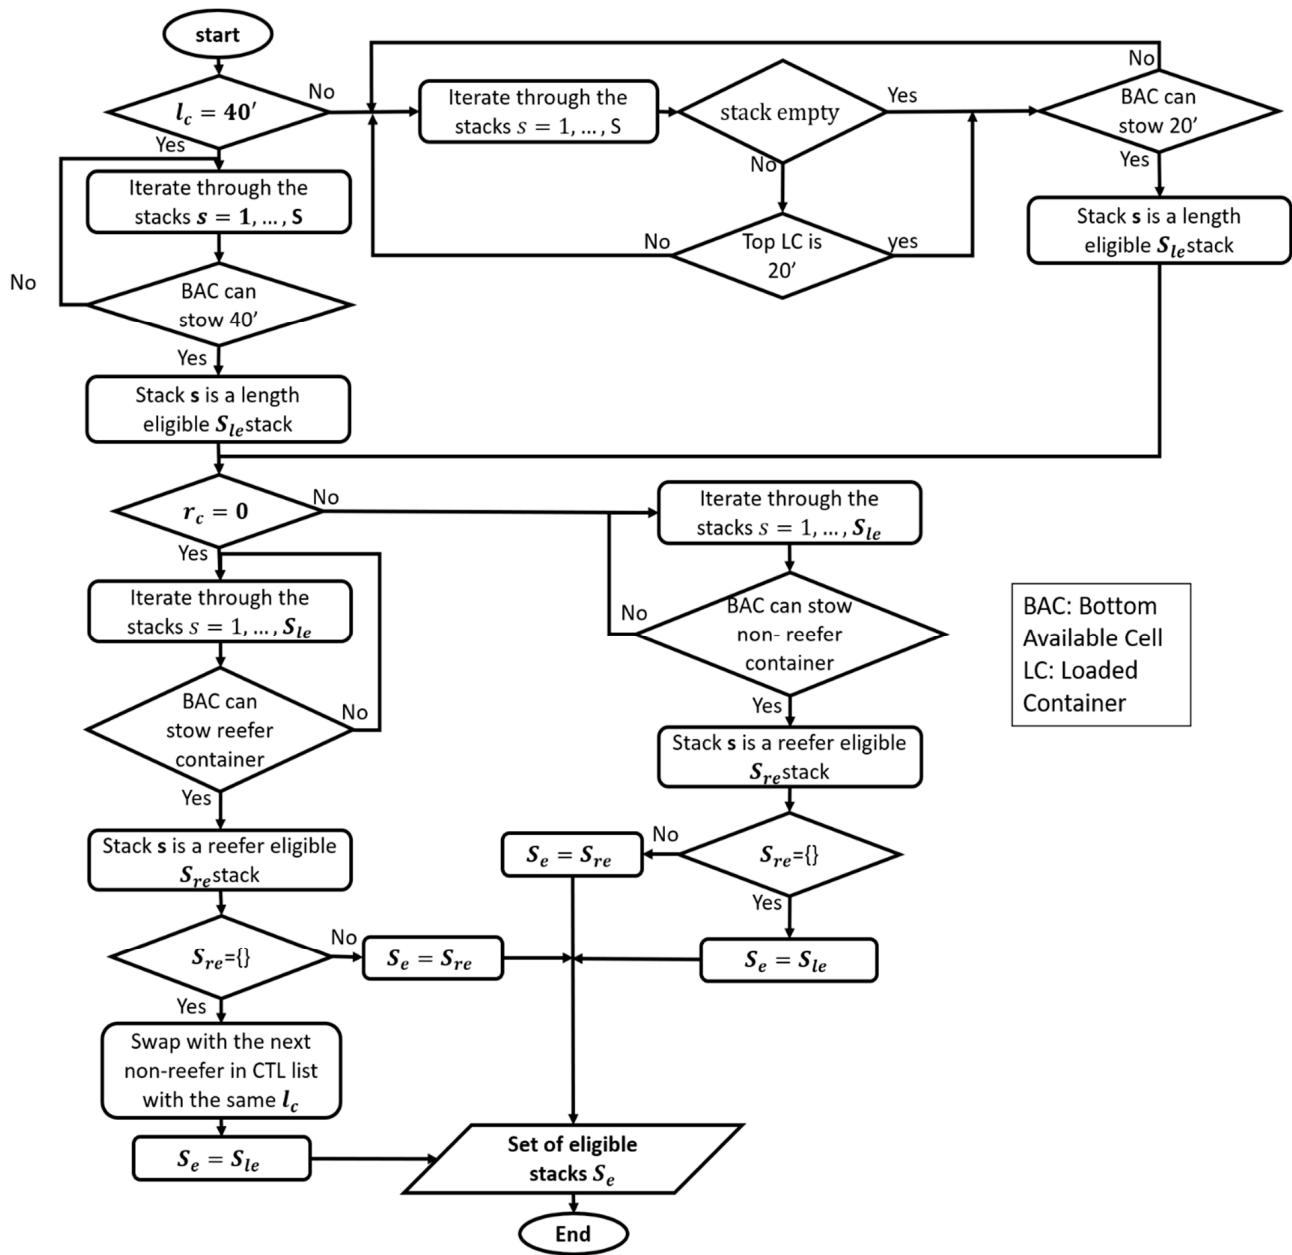 start
l_c = 40′
No
Yes
Iterate through the
stacks s = 1, …, S
stack empty
Yes
No
No
BAC can
stow 20′
Yes
Iterate through the
stacks s = 1, …, S
Top LC is
20′
No
yes
Stack s is a length
eligible S_le stack
No
BAC can
stow 40′
Yes
Stack s is a length
eligible S_le stack
r_c = 0
No
Yes
Iterate through the
stacks s = 1, …, S_le
Iterate through the
stacks s = 1, …, S_le
BAC can stow
non- reefer
container
No
Yes
BAC: Bottom
Available Cell
LC: Loaded
Container
BAC can
stow reefer
container
No
Yes
Stack s is a reefer eligible
S_re stack
Stack s is a reefer eligible
S_re stack
S_re={}
No
Yes
S_e = S_re
S_e = S_le
S_re={}
No
Yes
S_e = S_re
Swap with the next
non-reefer in CTL list
with the same l_c
S_e = S_le
Set of eligible
stacks S_e
End